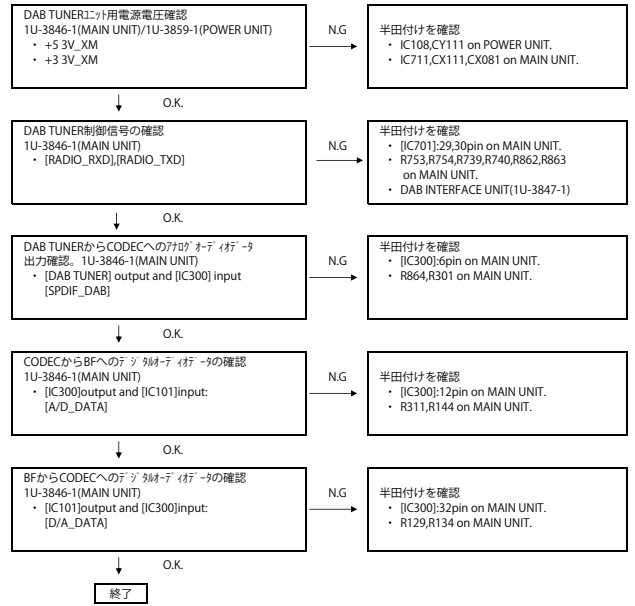 DAB TUNERﾕﾆｯﾄ用電源電圧確認
1U-3846-1(MAIN UNIT)/1U-3859-1(POWER UNIT)
・ +5 3V_XM
・ +3 3V_XM
N.G
半田付けを確認
・ IC108,CY111 on POWER UNIT.
・ IC711,CX111,CX081 on MAIN UNIT.
O.K.
DAB TUNER制御信号の確認
1U-3846-1(MAIN UNIT)
・ [RADIO_RXD],[RADIO_TXD]
N.G
半田付けを確認
・ [IC701]:29,30pin on MAIN UNIT.
・ R753,R754,R739,R740,R862,R863
on MAIN UNIT.
・ DAB INTERFACE UNIT(1U-3847-1)
O.K.
DAB TUNERからCODECへのｱﾅﾛｸﾞｵｰﾃﾞｨｵﾃﾞｰﾀ
出力確認。1U-3846-1(MAIN UNIT)
・ [DAB TUNER] output and [IC300] input
[SPDIF_DAB]
N.G
半田付けを確認
・ [IC300]:6pin on MAIN UNIT.
・ R864,R301 on MAIN UNIT.
O.K.
CODECからBFへのﾃﾞｼﾞﾀﾙｵｰﾃﾞｨｵﾃﾞｰﾀの確認
1U-3846-1(MAIN UNIT)
・ [IC300]output and [IC101]input:
[A/D_DATA]
N.G
半田付けを確認
・ [IC300]:12pin on MAIN UNIT.
・ R311,R144 on MAIN UNIT.
O.K.
BFからCODECへのﾃﾞｼﾞﾀﾙｵｰﾃﾞｨｵﾃﾞｰﾀの確認
1U-3846-1(MAIN UNIT)
・ [IC101]output and [IC300]input:
[D/A_DATA]
N.G
半田付けを確認
・ [IC300]:32pin on MAIN UNIT.
・ R129,R134 on MAIN UNIT.
O.K.
終了